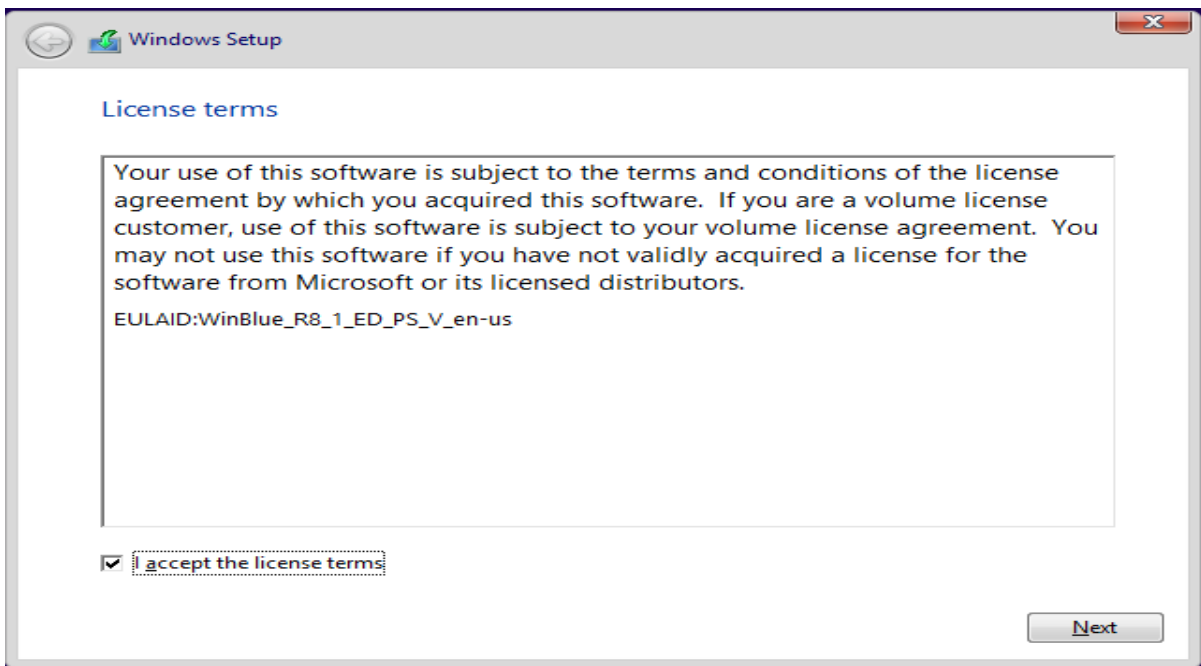 Windows Setup
License terms
Your use of this software is subject to the terms and conditions of the license
agreement by which you acquired this software.  If you are a volume license
customer, use of this software is subject to your volume license agreement.  You
may not use this software if you have not validly acquired a license for the
software from Microsoft or its licensed distributors.
EULAID:WinBlue_R8_1_ED_PS_V_en-us
I accept the license terms
Next